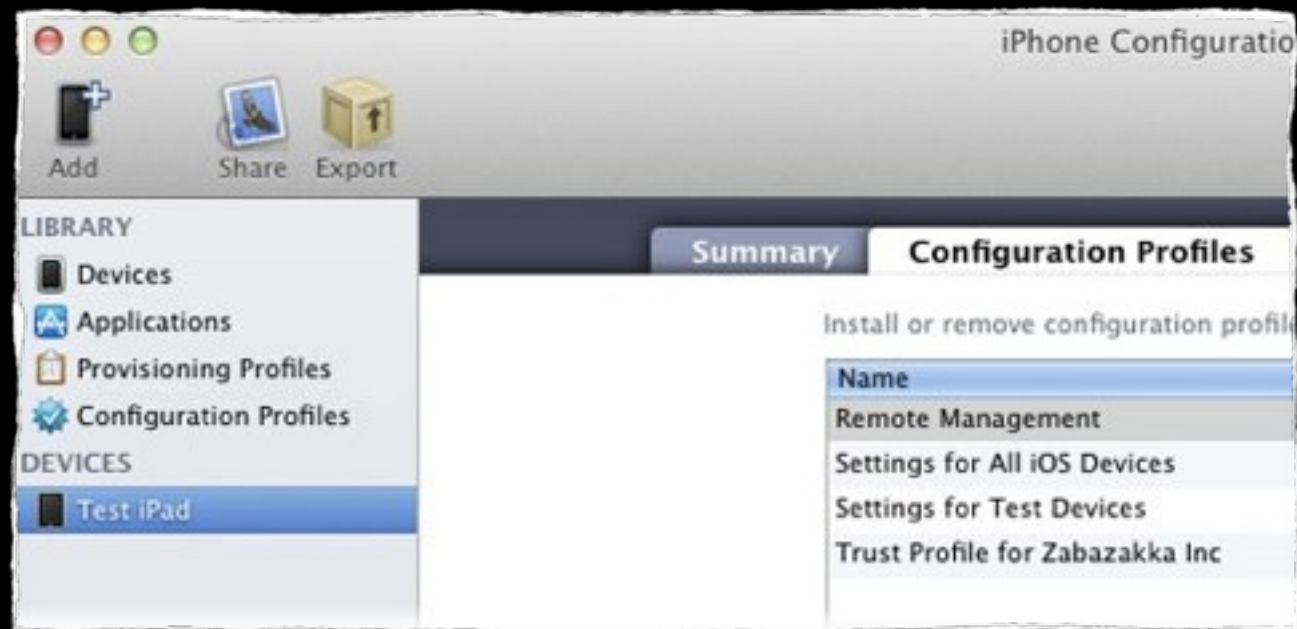 iPhone Configuratio
Add Share Export
LIBRARY
Devices
Applications
Provisioning Profiles
Configuration Profiles
DEVICES
Test iPad
Summary Configuration Profiles
Install or remove configuration profile
Name
Remote Management
Settings for All iOS Devices
Settings for Test Devices
Trust Profile for Zabazakka Inc